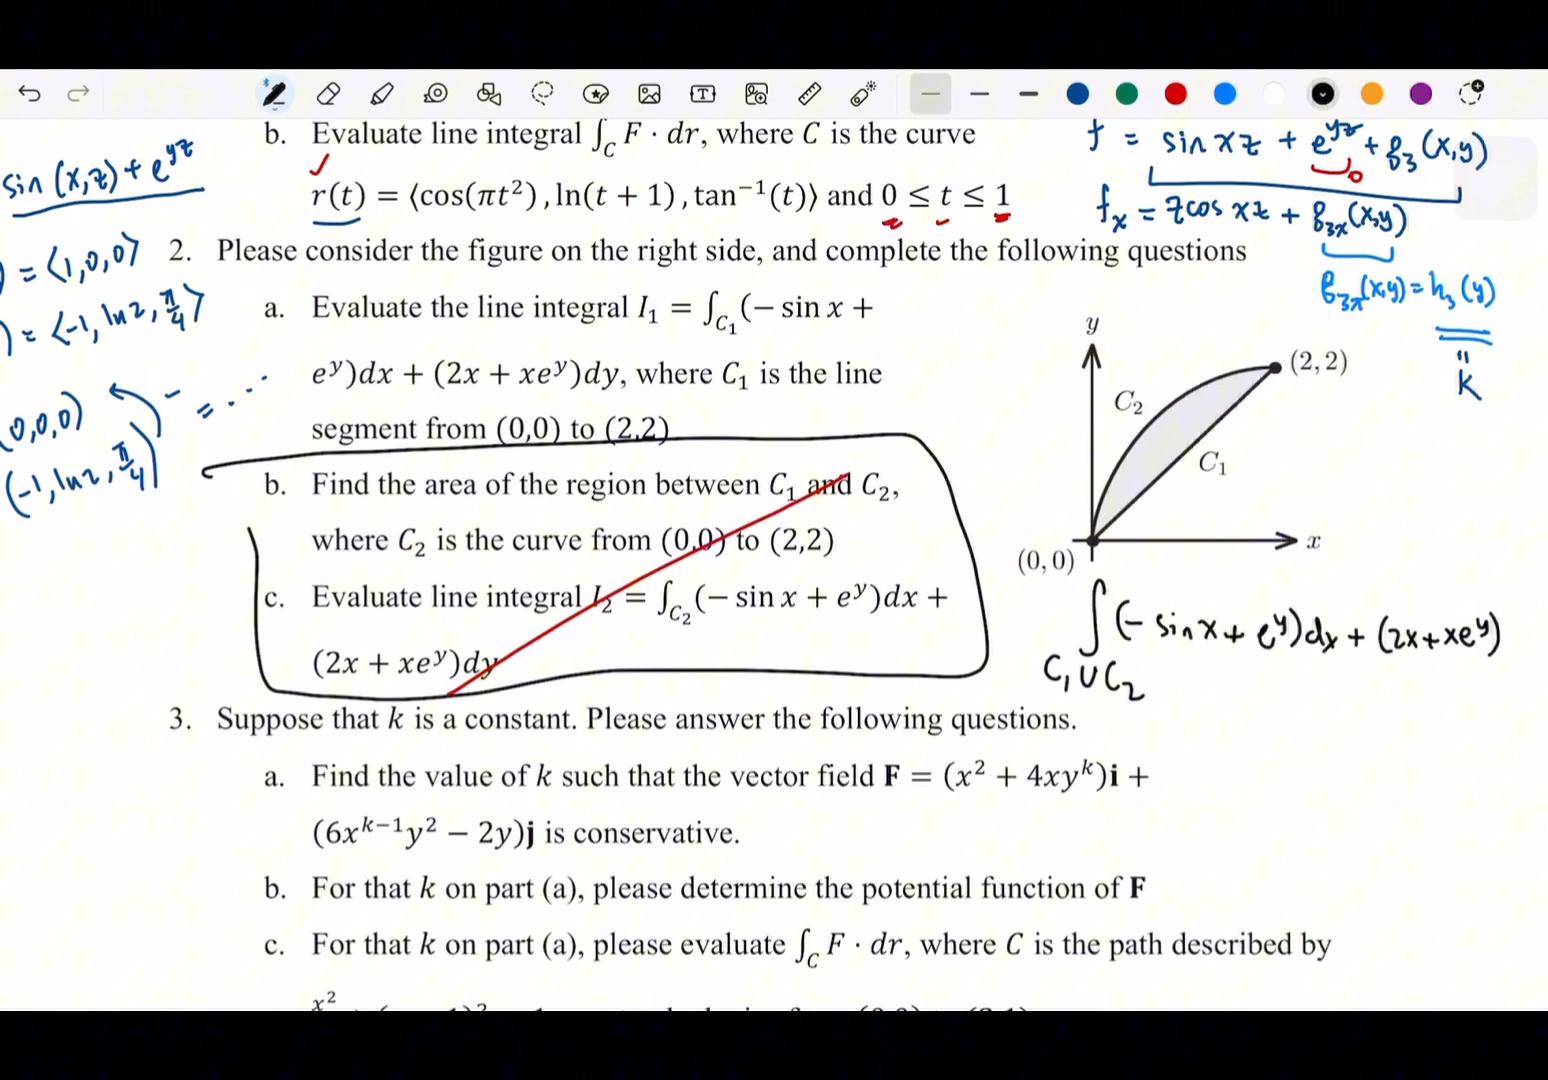 b. Evaluate line integral ∫_C F · dr, where C is the curve
r(t) = ⟨cos(πt²), ln(t + 1), tan⁻¹(t)⟩ and 0 ≤ t ≤ 1
f = sin xz + e^{yz} + g₃(x,y)
0
f_x = z cos xz + g₃ₓ(x,y)
g₃ₓ(x,y) = h₃(y)
"
k
sin (x,z) + e^{yz}
) = ⟨1,0,0⟩
) = ⟨-1, ln 2, π/4⟩
(0,0,0)
(-1, ln 2, π/4)
= ...
2. Please consider the figure on the right side, and complete the following questions
a. Evaluate the line integral I₁ = ∫_{C₁} (− sin x +
e^y)dx + (2x + xe^y)dy, where C₁ is the line
segment from (0,0) to (2,2)
b. Find the area of the region between C₁ and C₂,
where C₂ is the curve from (0,0) to (2,2)
c. Evaluate line integral I₂ = ∫_{C₂} (− sin x + e^y)dx +
(2x + xe^y)dy
y
(2, 2)
C₂
C₁
x
(0, 0)
∫ (- sin x + e^y)dx + (2x + xe^y)
C₁ ∪ C₂
3. Suppose that k is a constant. Please answer the following questions.
a. Find the value of k such that the vector field F = (x² + 4xy^k)i +
(6x^{k−1}y² − 2y)j is conservative.
b. For that k on part (a), please determine the potential function of F
c. For that k on part (a), please evaluate ∫_C F · dr, where C is the path described by
x²